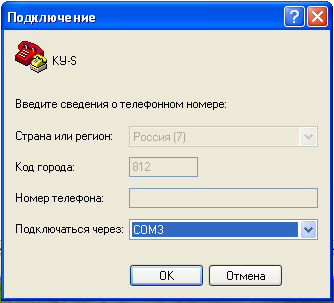 Подключение
КУ-S
Введите сведения о телефонном номере:
Страна или регион: Россия (7)
Код города: 812
Номер телефона:
Подключаться через: COM3
OK Отмена